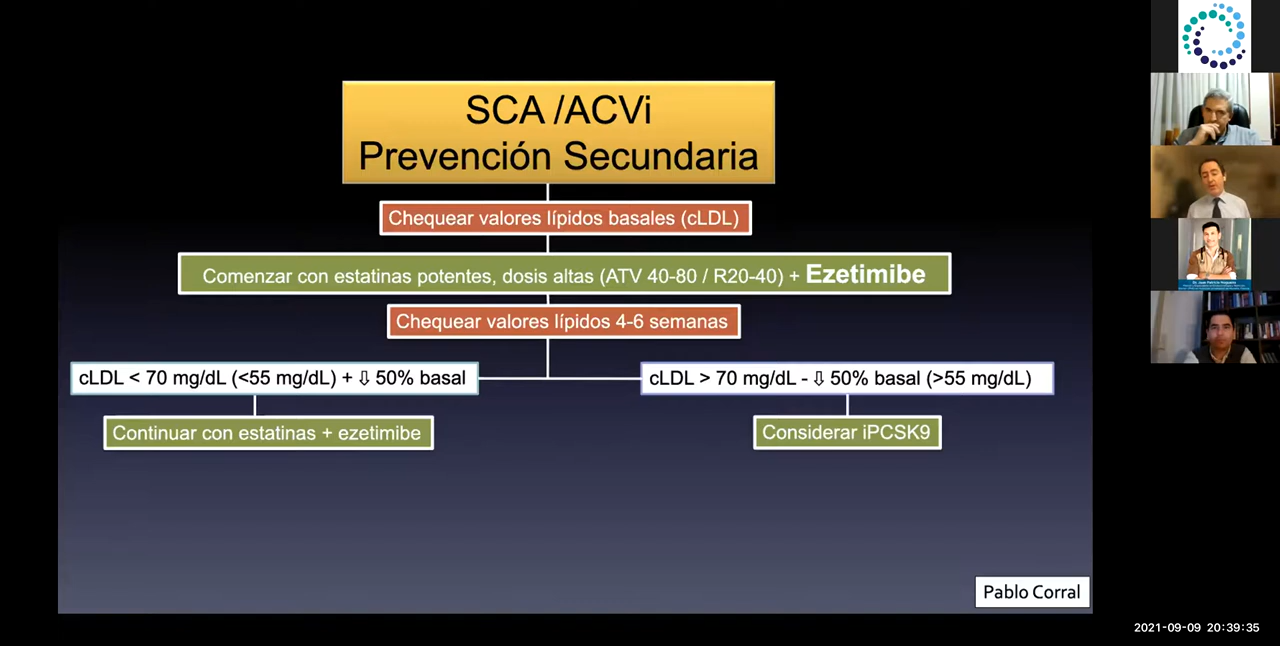 SCA /ACVi
Prevención Secundaria
Chequear valores lípidos basales (cLDL)
Comenzar con estatinas potentes, dosis altas (ATV 40-80 / R20-40) + Ezetimibe
Chequear valores lípidos 4-6 semanas
cLDL < 70 mg/dL (<55 mg/dL) + ⇩ 50% basal
cLDL > 70 mg/dL - ⇩ 50% basal (>55 mg/dL)
Continuar con estatinas + ezetimibe
Considerar iPCSK9
Pablo Corral
2021-09-09 20:39:35